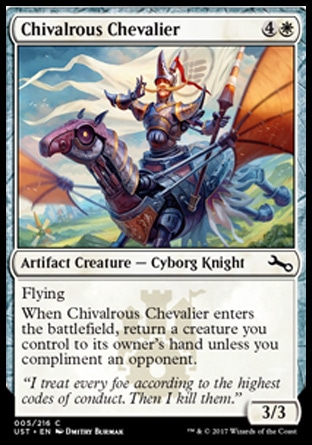 Chivalrous Chevalier 4
Artifact Creature — Cyborg Knight
Flying
When Chivalrous Chevalier enters
the battlefield, return a creature you
control to its owner's hand unless you
compliment an opponent.
"I treat every foe according to the highest
codes of conduct. Then I kill them."
3/3
005/216 C
UST • EN Dmitry Burmak
™ & © 2017 Wizards of the Coast